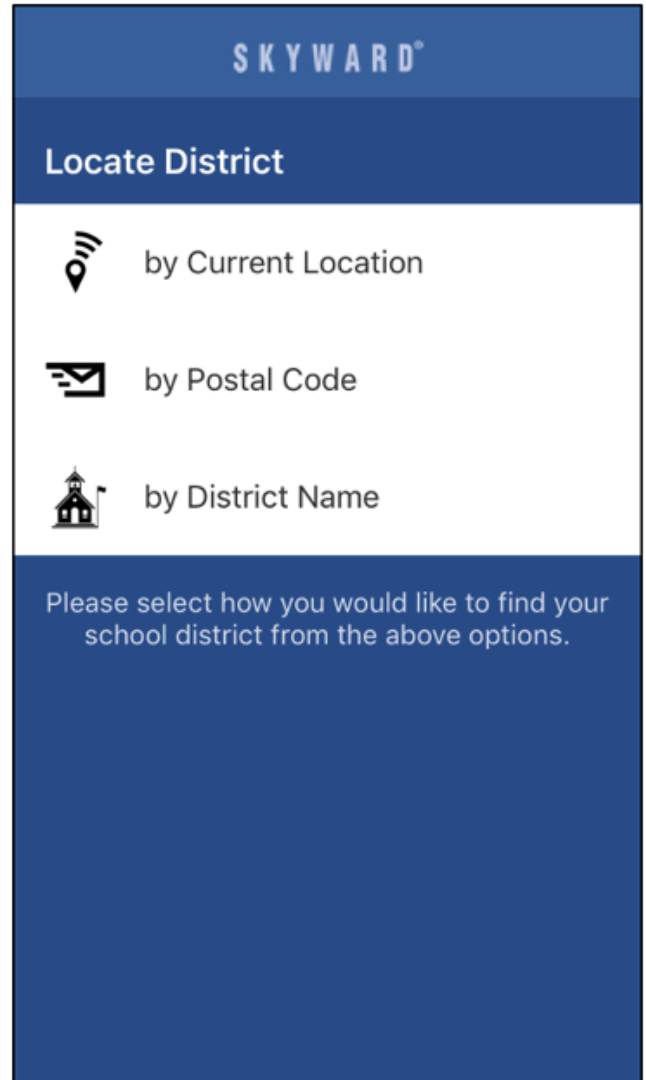 SKYWARD®
Locate District
by Current Location
by Postal Code
by District Name
Please select how you would like to find your
school district from the above options.